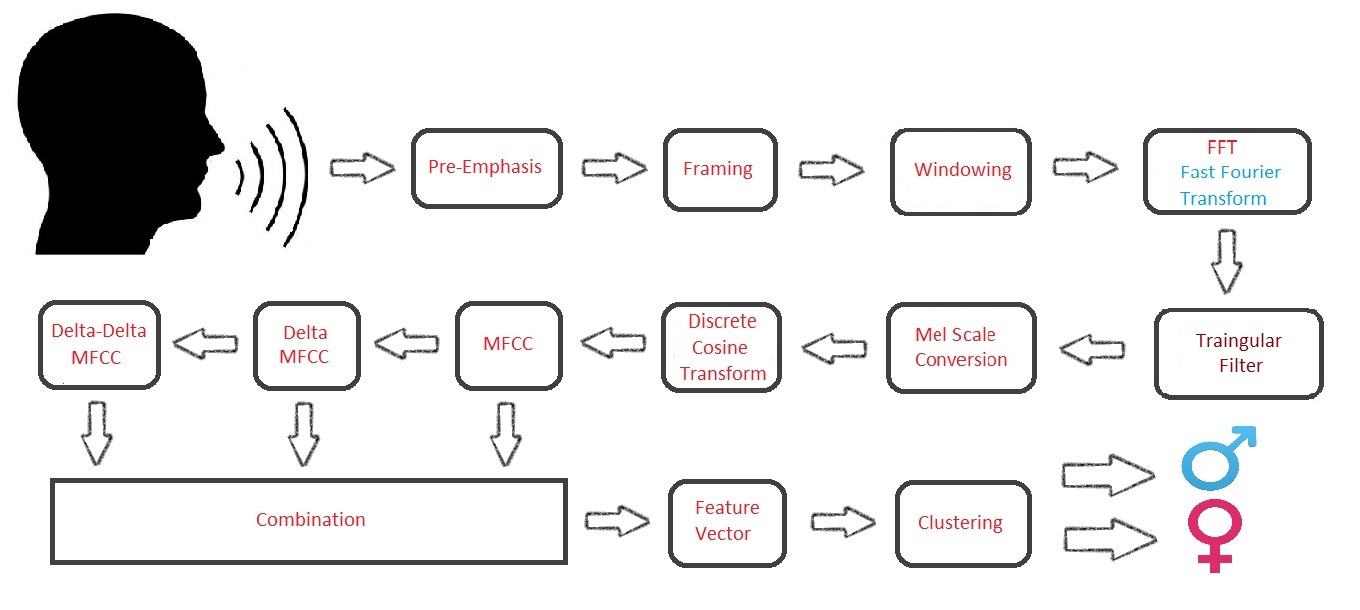 Pre-Emphasis
Framing
Windowing
FFT
Fast Fourier
Transform
Traingular
Filter
Mel Scale
Conversion
Discrete
Cosine
Transform
MFCC
Delta
MFCC
Delta-Delta
MFCC
Combination
Feature
Vector
Clustering